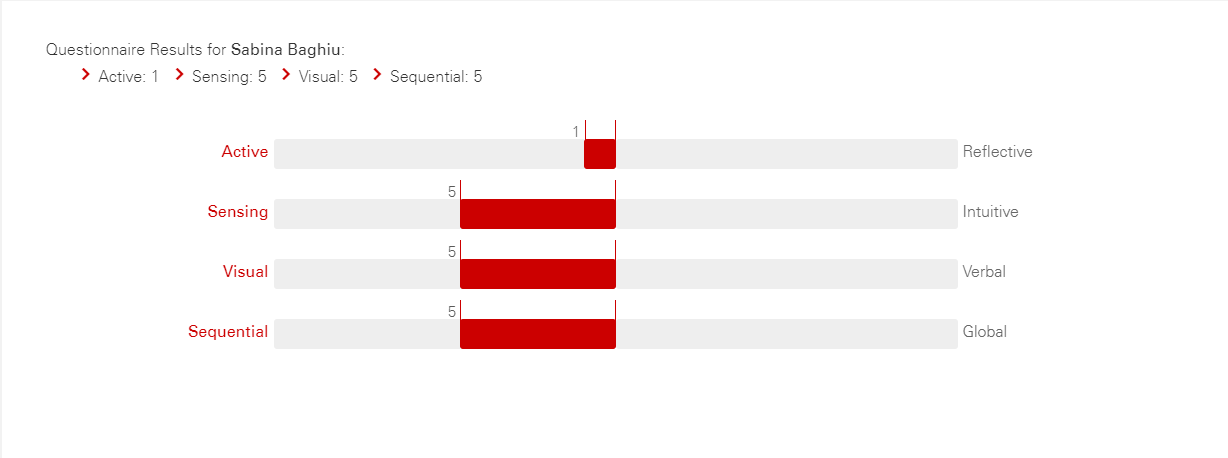 Questionnaire Results for Sabina Baghiu:
Active: 1 Sensing: 5 Visual: 5 Sequential: 5
1
Active Reflective
5
Sensing Intuitive
5
Visual Verbal
5
Sequential Global